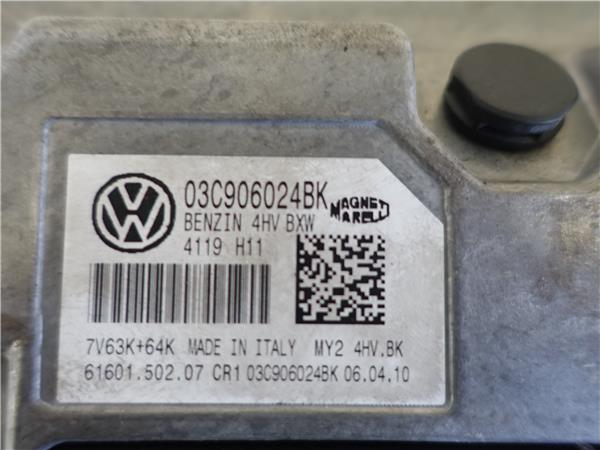 03C906024BK
MAGNETI MARELLI
BENZIN 4HV BXW
4119 H11
7V63K+64K MADE IN ITALY MY2 4HV.BK
61601.502.07 CR1 03C906024BK 06.04.10